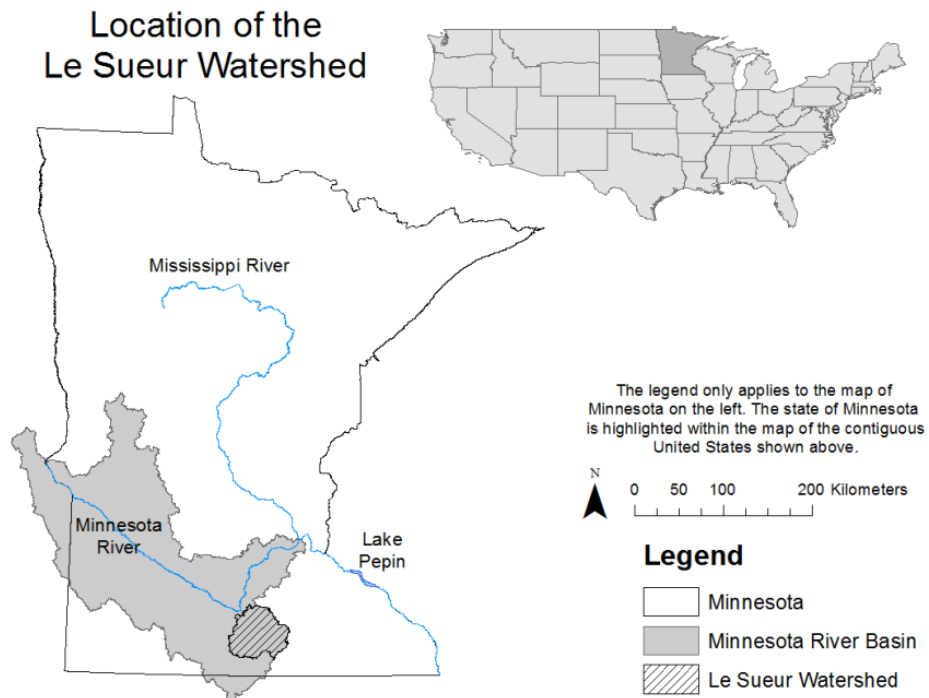 Location of the
Le Sueur Watershed
Mississippi River
Minnesota
River
Lake
Pepin
The legend only applies to the map of
Minnesota on the left. The state of Minnesota
is highlighted within the map of the contiguous
United States shown above.
N
0 50 100 200 Kilometers
Legend
Minnesota
Minnesota River Basin
Le Sueur Watershed